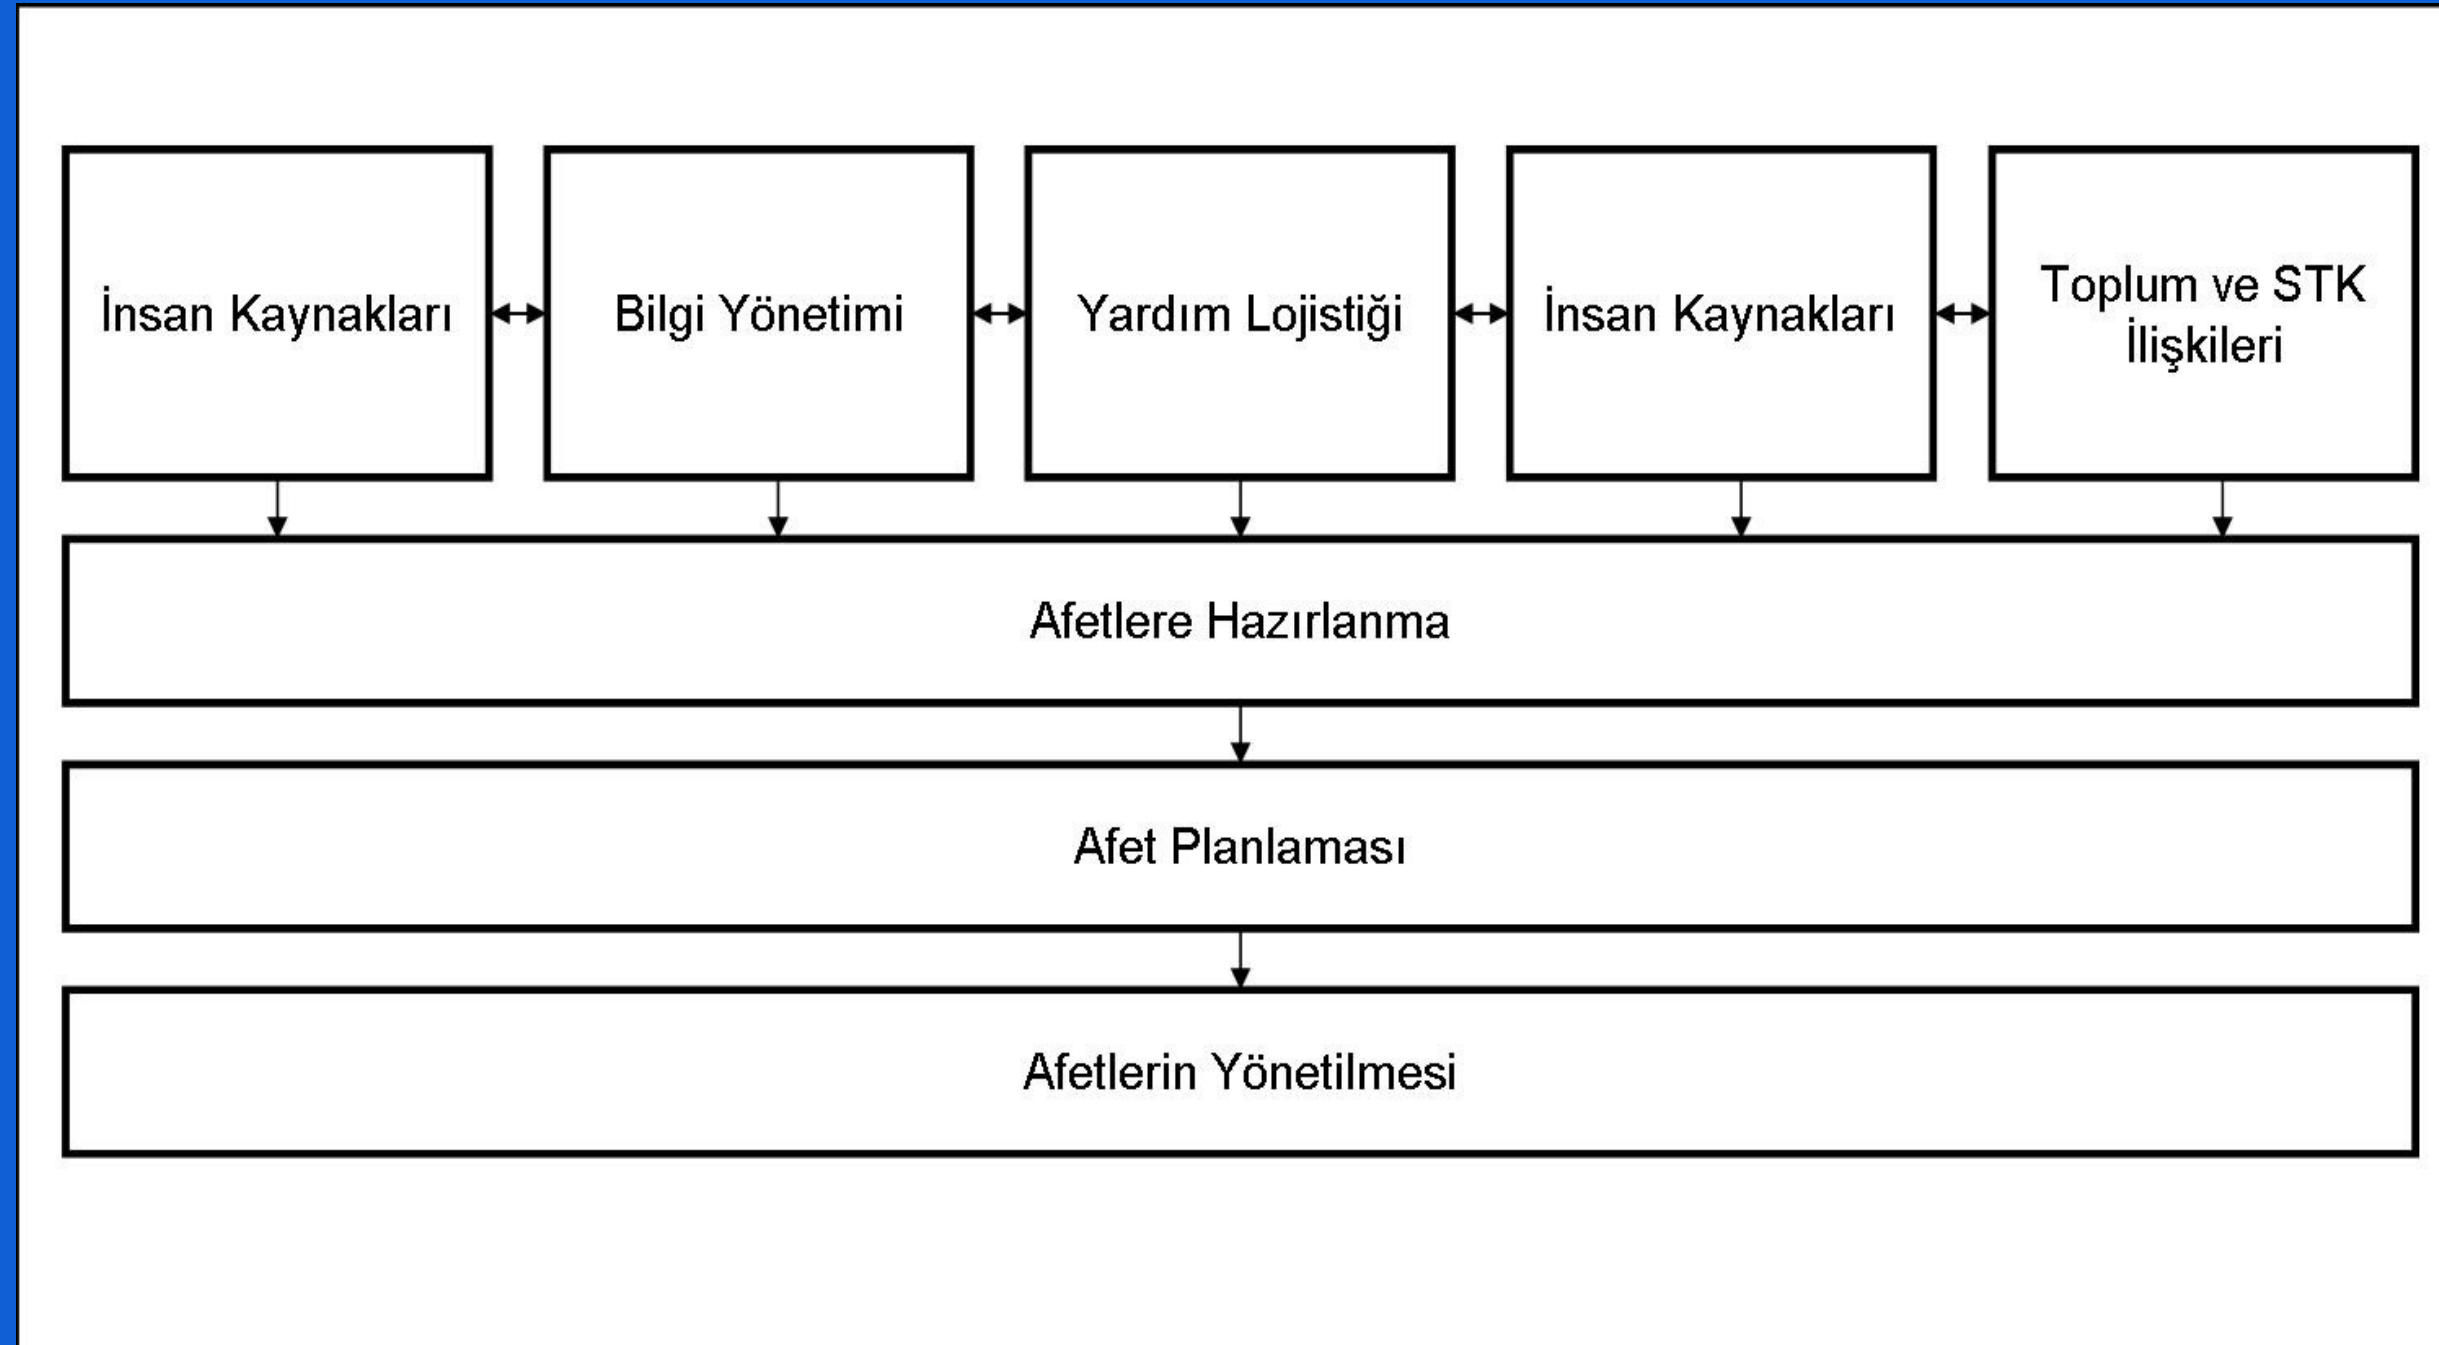 İnsan Kaynakları
Bilgi Yönetimi
Yardım Lojistiği
İnsan Kaynakları
Toplum ve STK
İlişkileri
Afetlere Hazırlanma
Afet Planlaması
Afetlerin Yönetilmesi